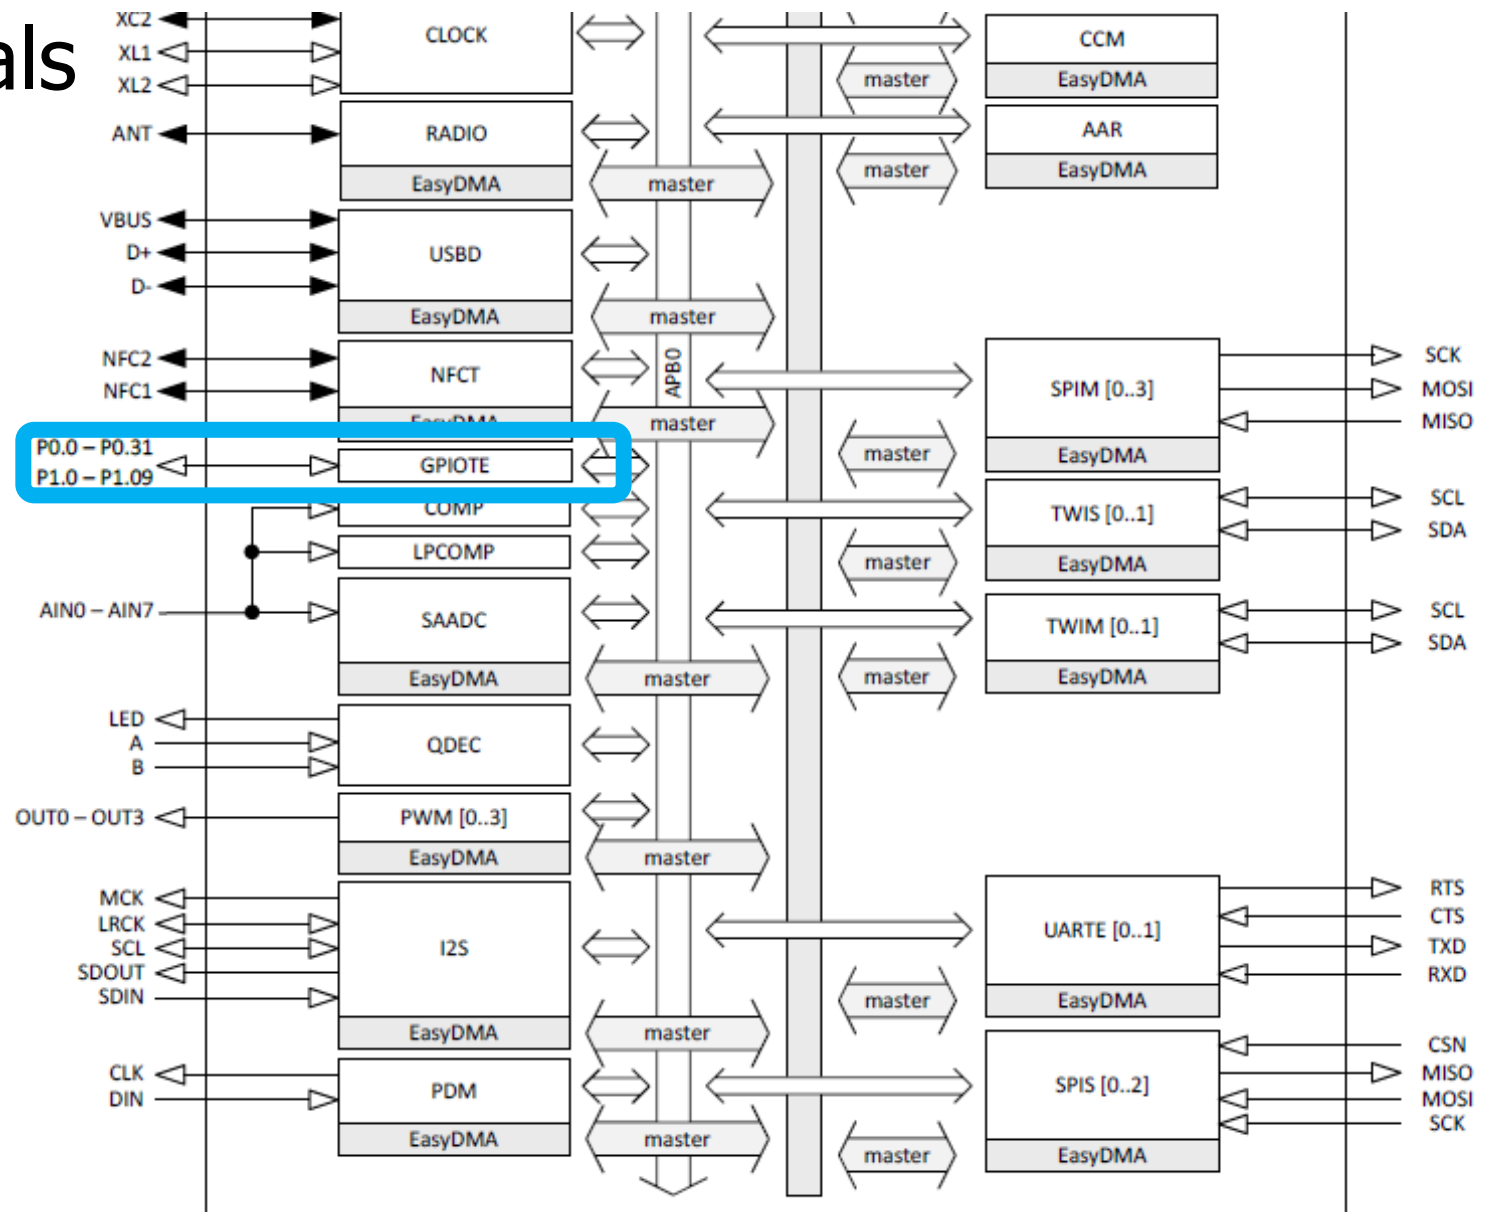 als
XC2
XL1
XL2
CLOCK
ANT
RADIO
EasyDMA
master
VBUS
D+
D-
USBD
EasyDMA
master
NFC2
NFC1
NFCT
EasyDMA
master
APB0
P0.0 – P0.31
P1.0 – P1.09
GPIOTE
COMP
LPCOMP
AIN0 – AIN7
SAADC
EasyDMA
master
LED
A
B
QDEC
OUT0 – OUT3
PWM [0..3]
EasyDMA
master
MCK
LRCK
SCL
SDOUT
SDIN
I2S
EasyDMA
master
CLK
DIN
PDM
EasyDMA
master
CCM
master
EasyDMA
AAR
master
EasyDMA
SPIM [0..3]
SCK
MOSI
MISO
master
EasyDMA
TWIS [0..1]
SCL
SDA
master
EasyDMA
TWIM [0..1]
SCL
SDA
master
EasyDMA
UARTE [0..1]
RTS
CTS
TXD
RXD
master
EasyDMA
SPIS [0..2]
CSN
MISO
MOSI
SCK
master
EasyDMA